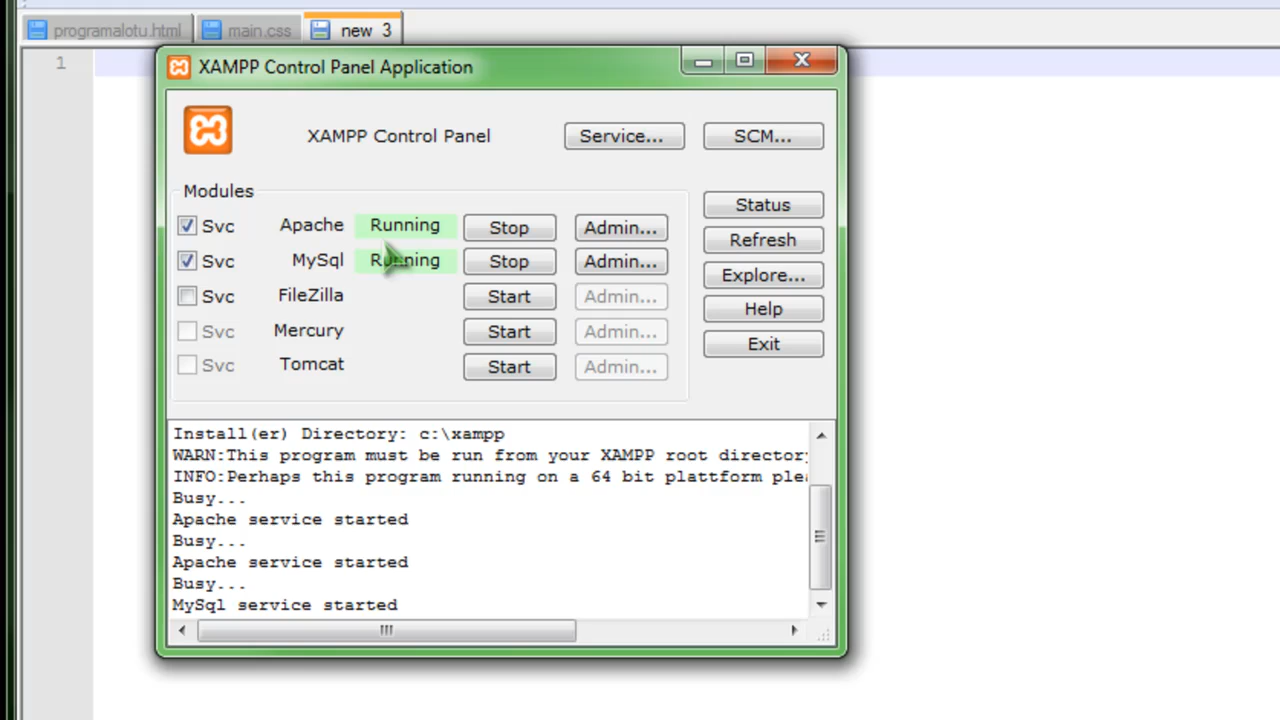 programalotu.html main.css new 3
1
XAMPP Control Panel Application
XAMPP Control Panel Service... SCM...
Modules
Svc Apache Running Stop Admin... Status
Svc MySql Running Stop Admin... Refresh
Svc FileZilla Start Admin... Explore...
Svc Mercury Start Admin... Help
Svc Tomcat Start Admin... Exit
Install(er) Directory: c:\xampp
WARN:This program must be run from your XAMPP root directory
INFO:Perhaps this program running on a 64 bit plattform plea
Busy...
Apache service started
Busy...
Apache service started
Busy...
MySql service started